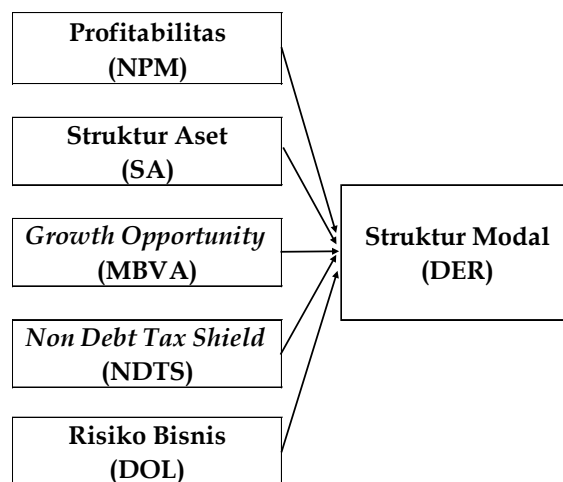 Profitabilitas
(NPM)
Struktur Aset
(SA)
Growth Opportunity
(MBVA)
Non Debt Tax Shield
(NDTS)
Risiko Bisnis
(DOL)
Struktur Modal
(DER)